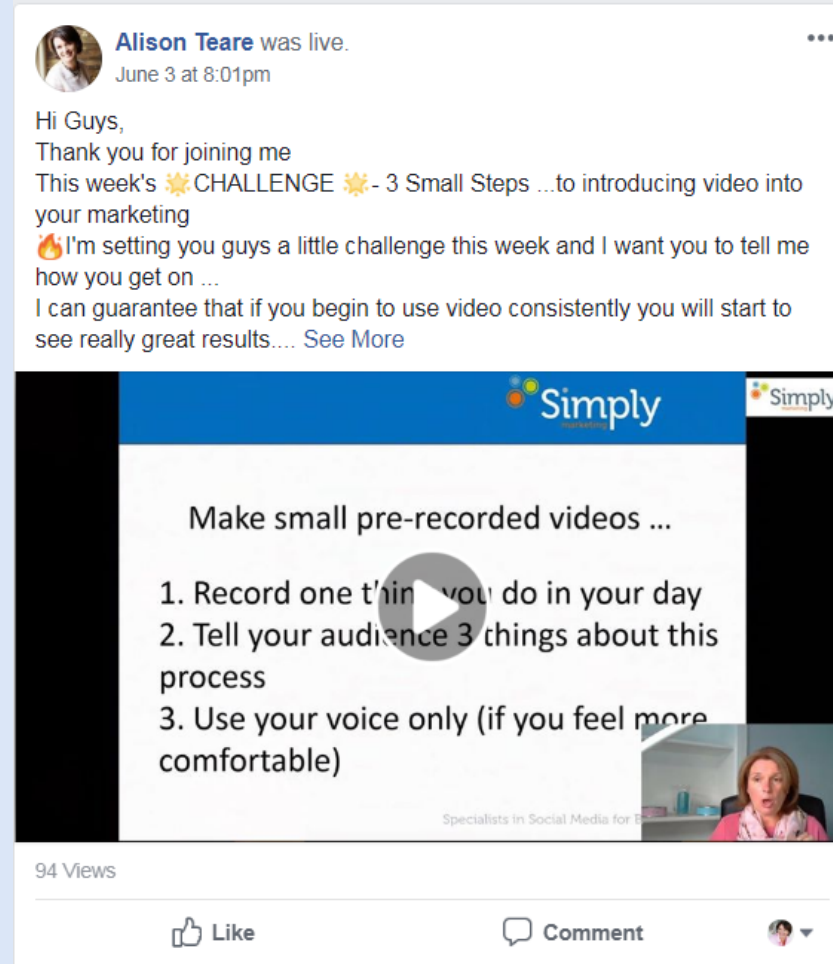 Alison Teare was live.
June 3 at 8:01pm
Hi Guys,
Thank you for joining me
This week's 🌟CHALLENGE 🌟- 3 Small Steps ...to introducing video into
your marketing
🔥I'm setting you guys a little challenge this week and I want you to tell me
how you get on ...
I can guarantee that if you begin to use video consistently you will start to
see really great results.... See More
Simply
marketing
Simply
Make small pre-recorded videos ...
1. Record one thing you do in your day
2. Tell your audience 3 things about this
process
3. Use your voice only (if you feel more
comfortable)
Specialists in Social Media for
94 Views
Like
Comment